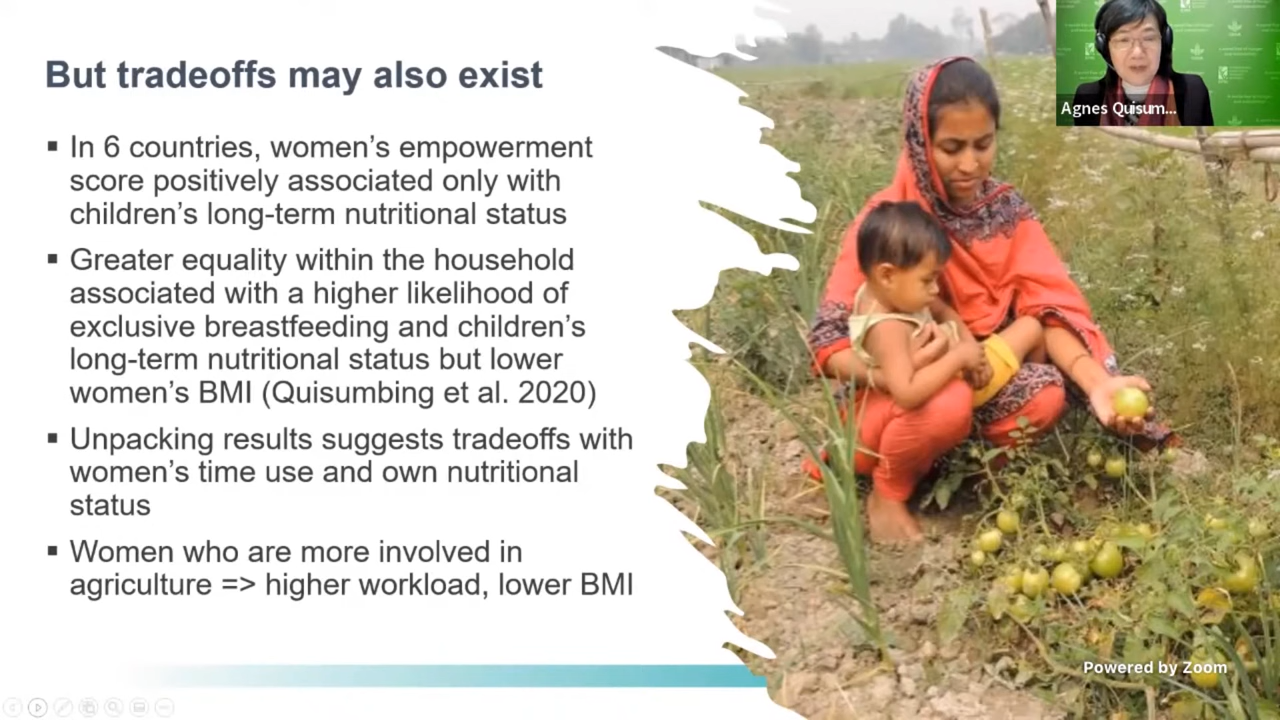 But tradeoffs may also exist
▪ In 6 countries, women’s empowerment
score positively associated only with
children’s long-term nutritional status
▪ Greater equality within the household
associated with a higher likelihood of
exclusive breastfeeding and children’s
long-term nutritional status but lower
women’s BMI (Quisumbing et al. 2020)
▪ Unpacking results suggests tradeoffs with
women’s time use and own nutritional
status
▪ Women who are more involved in
agriculture => higher workload, lower BMI
Agnes Quisum...
Powered by Zoom